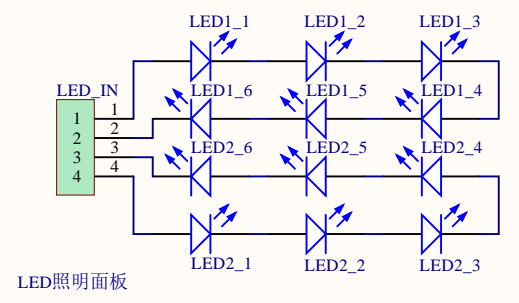 LED1_1 LED1_2 LED1_3
LED_IN LED1_6 LED1_5 LED1_4
1 1
2 2
3 3
4 4
LED2_6 LED2_5 LED2_4
LED2_1 LED2_2 LED2_3
LED照明面板